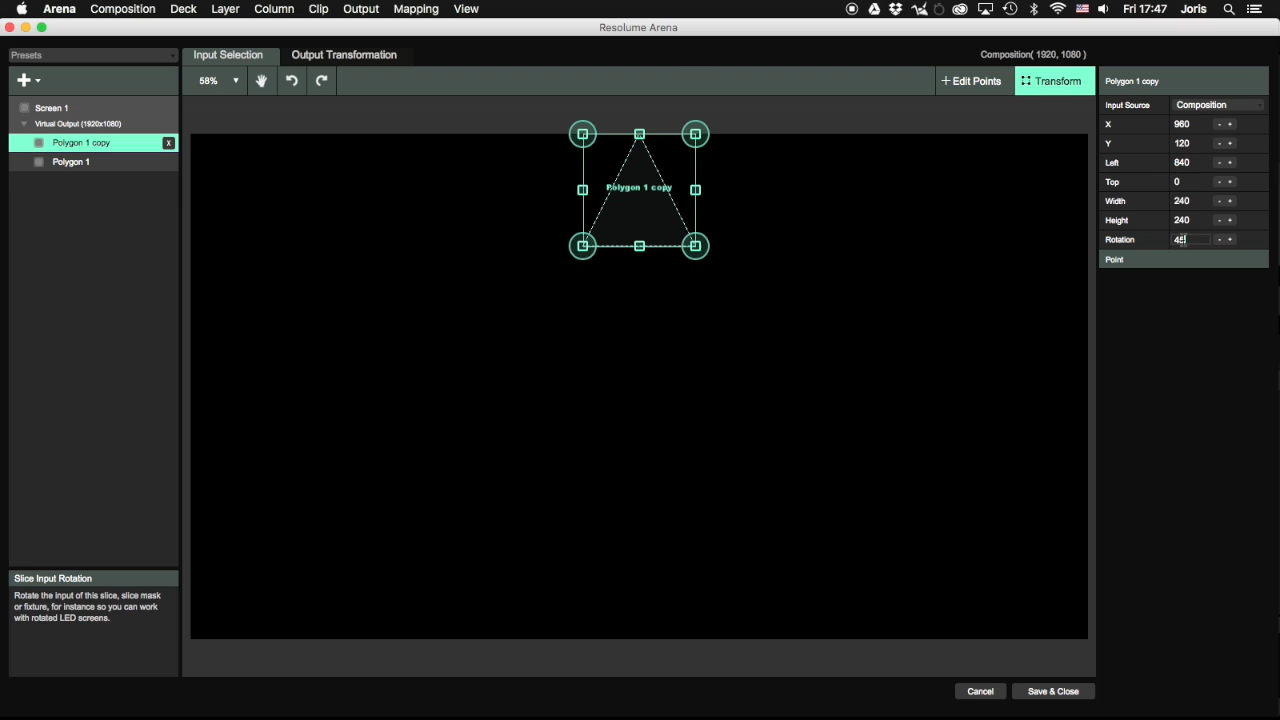 Arena Composition Deck Layer Column Clip Output Mapping View Fri 17:47 Joris
Resolume Arena
Presets
Input Selection Output Transformation Composition( 1920, 1080 )
58% + Edit Points Transform Polygon 1 copy
Screen 1
Virtual Output (1920x1080)
Polygon 1 copy X
Polygon 1
Polygon 1 copy
Input Source Composition
X 960 - +
Y 120 - +
Left 840 - +
Top 0 - +
Width 240 - +
Height 240 - +
Rotation 45 - +
Point
Slice Input Rotation
Rotate the input of this slice, slice mask
or fixture, for instance so you can work
with rotated LED screens.
Cancel Save & Close